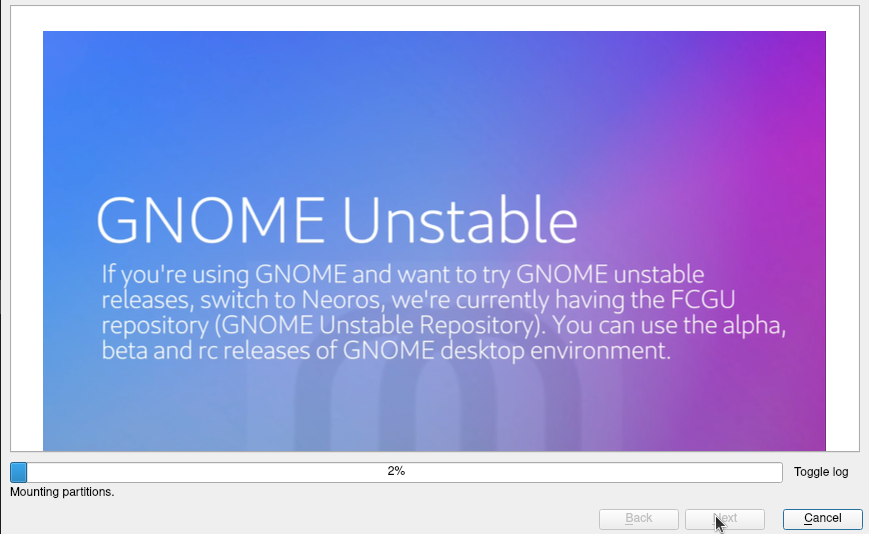 GNOME Unstable
If you're using GNOME and want to try GNOME unstable
releases, switch to Neoros, we're currently having the FCGU
repository (GNOME Unstable Repository). You can use the alpha,
beta and rc releases of GNOME desktop environment.
2%
Toggle log
Mounting partitions.
Back
Next
Cancel